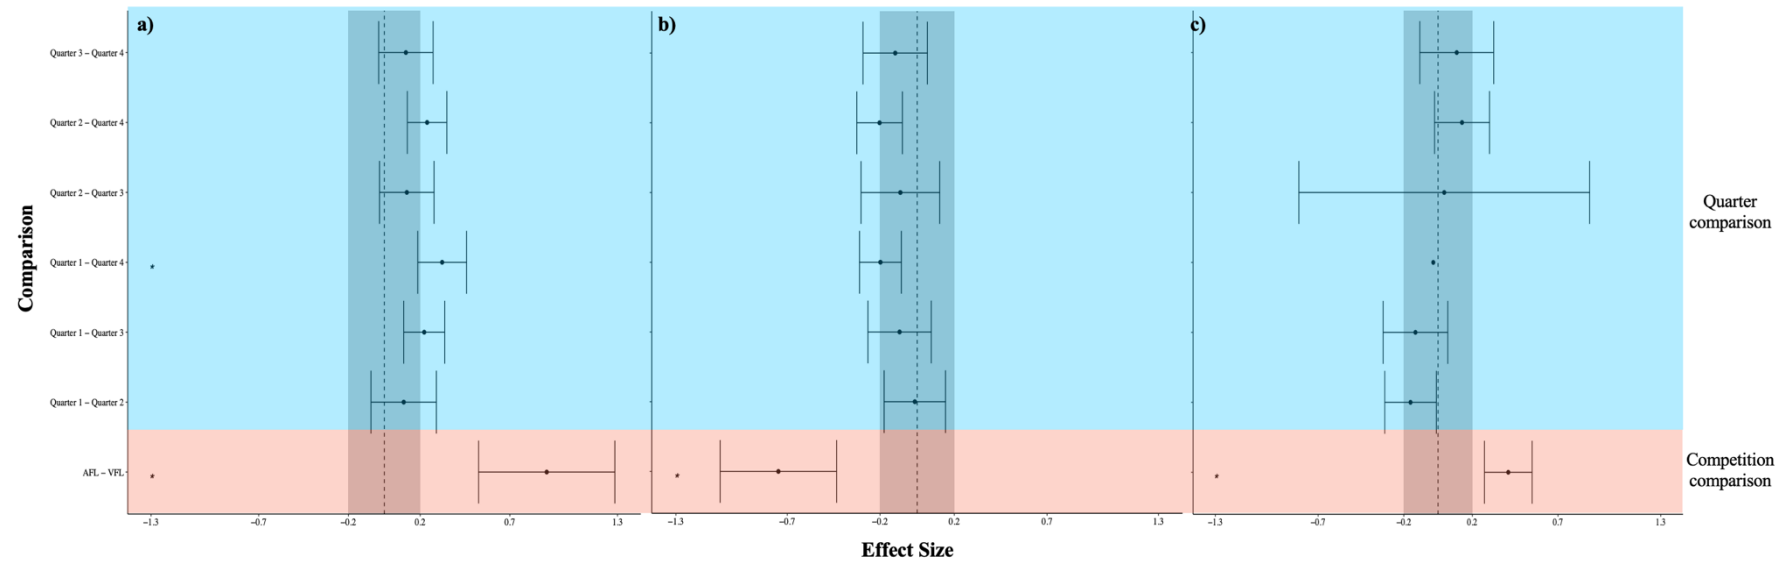 a)
b)
c)
Comparison
Quarter 3 – Quarter 4
Quarter 2 – Quarter 4
Quarter 2 – Quarter 3
Quarter 1 – Quarter 4
*
Quarter 1 – Quarter 3
Quarter 1 – Quarter 2
AFL – VFL
*
*
*
Quarter
comparison
Competition
comparison
−1.3 −0.7 −0.2 0.2 0.7 1.3
−1.3 −0.7 −0.2 0.2 0.7 1.3
−1.3 −0.7 −0.2 0.2 0.7 1.3
Effect Size